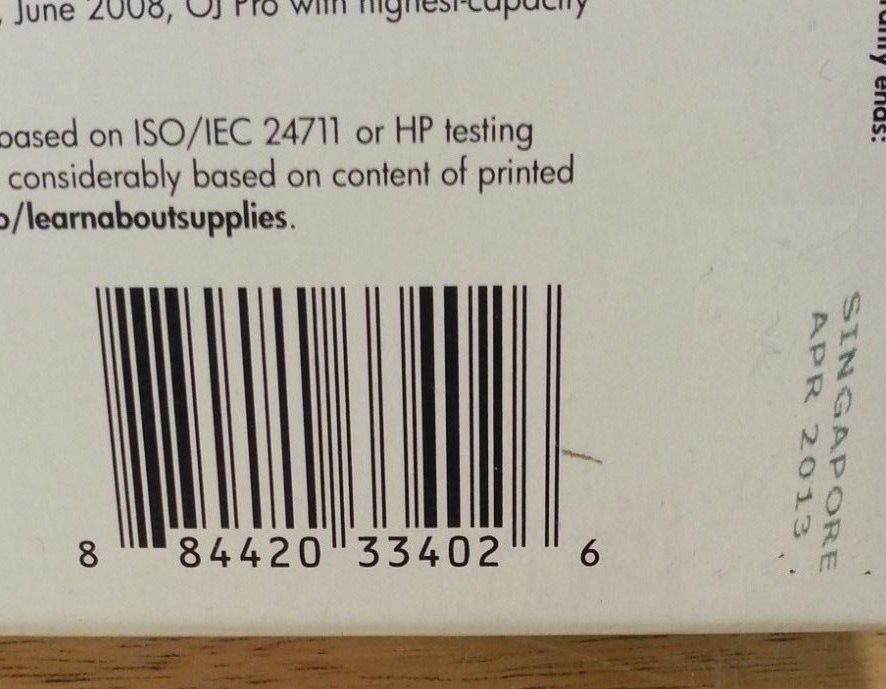 June 2008, OJ Pro with highest-capacity
based on ISO/IEC 24711 or HP testing
considerably based on content of printed
/learnaboutsupplies.
8 84420 33402 6
ends:
SINGAPORE
APR 2013